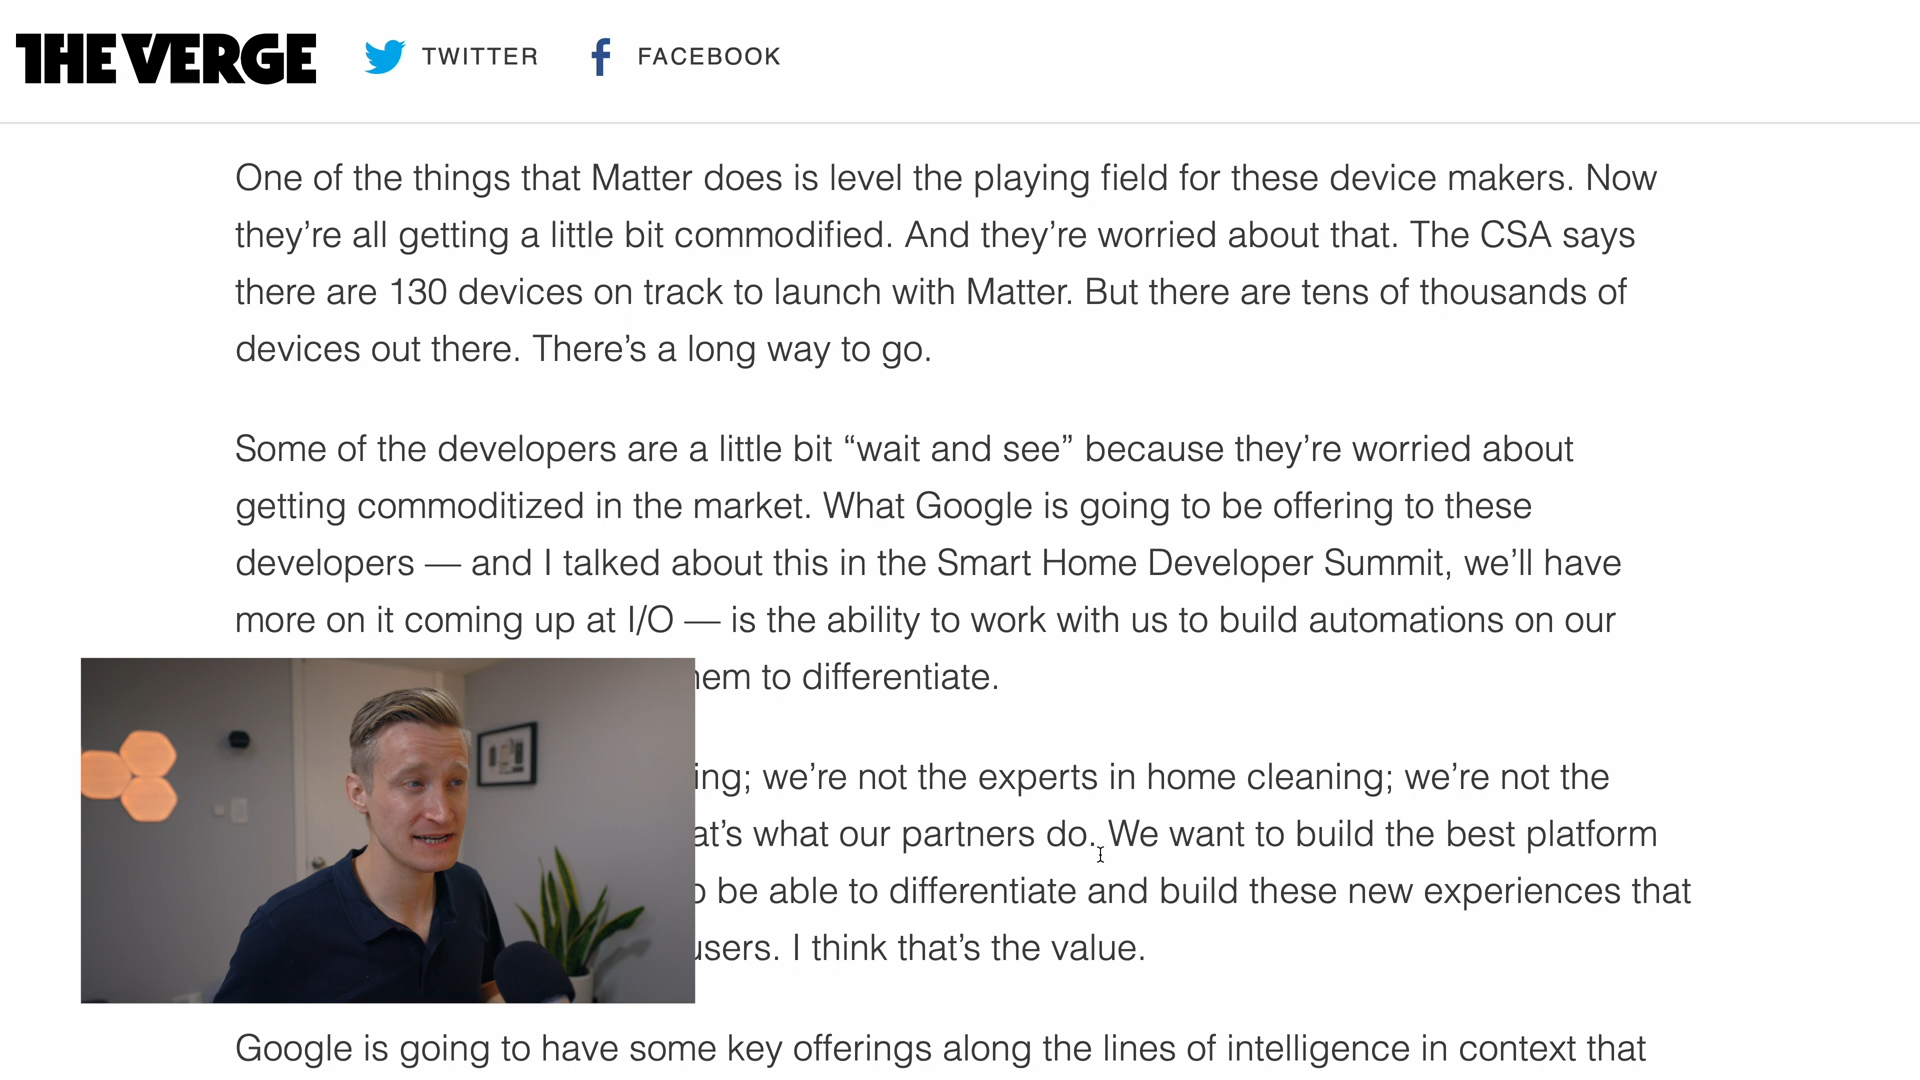 THE VERGE TWITTER FACEBOOK
One of the things that Matter does is level the playing field for these device makers. Now
they’re all getting a little bit commodified. And they’re worried about that. The CSA says
there are 130 devices on track to launch with Matter. But there are tens of thousands of
devices out there. There’s a long way to go.
Some of the developers are a little bit “wait and see” because they’re worried about
getting commoditized in the market. What Google is going to be offering to these
developers — and I talked about this in the Smart Home Developer Summit, we’ll have
more on it coming up at I/O — is the ability to work with us to build automations on our
to differentiate.
we’re not the experts in home cleaning; we’re not the
what our partners do. We want to build the best platform
be able to differentiate and build these new experiences that
I think that’s the value.
Google is going to have some key offerings along the lines of intelligence in context that